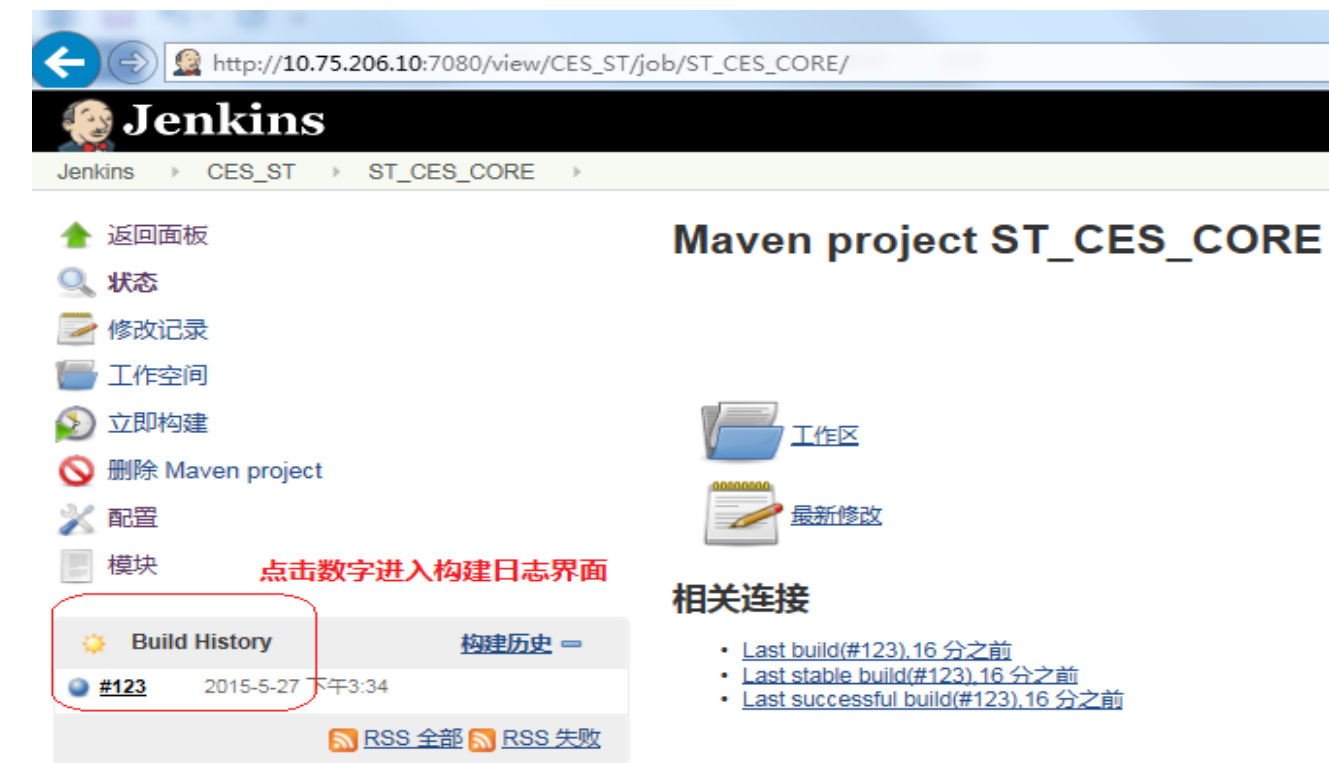 http://10.75.206.10:7080/view/CES_ST/job/ST_CES_CORE/
Jenkins
Jenkins CES_ST ST_CES_CORE
返回面板
状态
修改记录
工作空间
立即构建
删除 Maven project
配置
模块
点击数字进入构建日志界面
Build History 构建历史
#123 2015-5-27 下午3:34
RSS 全部 RSS 失败
Maven project ST_CES_CORE
工作区
最新修改
相关连接
• Last build(#123),16 分之前
• Last stable build(#123),16 分之前
• Last successful build(#123),16 分之前